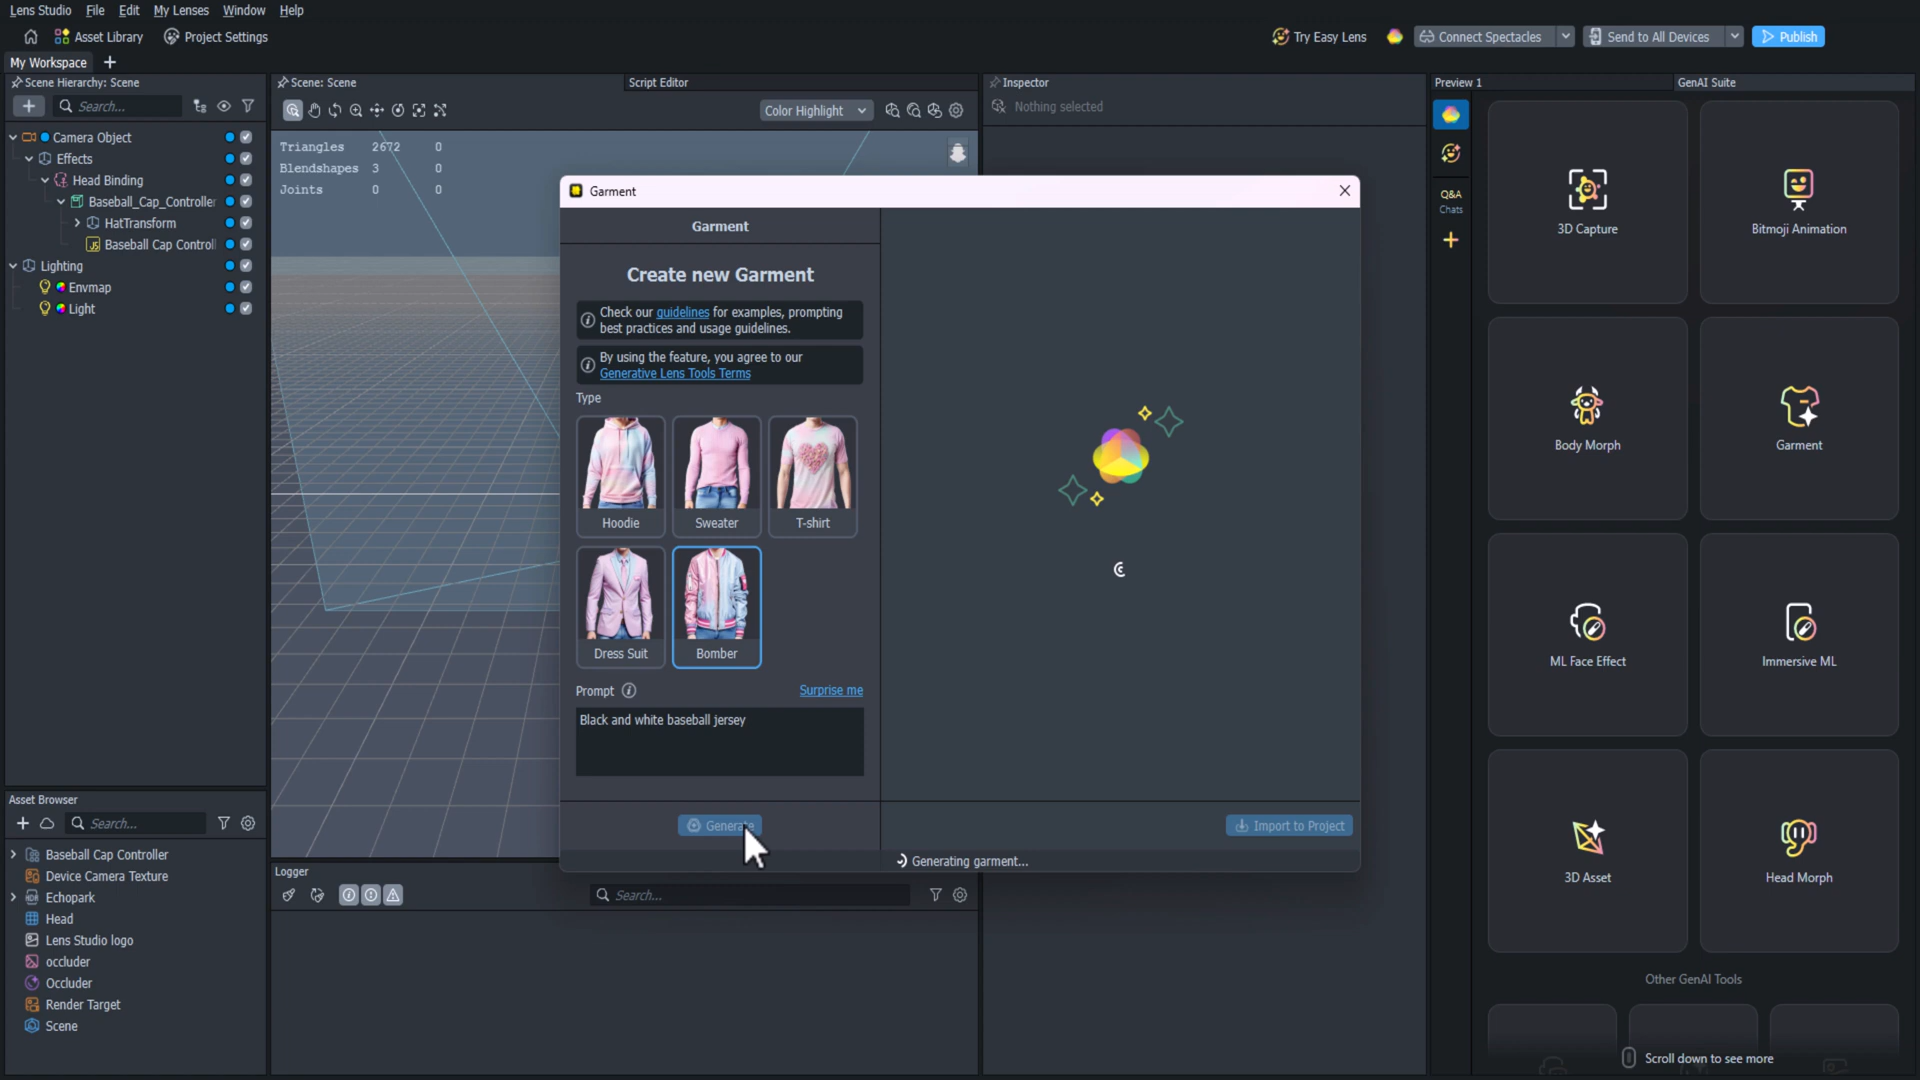 Lens Studio File Edit My Lenses Window Help
Asset Library Project Settings Try Easy Lens Connect Spectacles Send to All Devices Publish
My Workspace
Scene Hierarchy: Scene
Search...
Camera Object
Effects
Head Binding
Baseball_Cap_Controller
HatTransform
Baseball Cap Control
Lighting
Envmap
Light
Scene: Scene Script Editor
Color Highlight
Triangles 2672 0
Blendshapes 3 0
Joints 0 0
Inspector
Nothing selected
Garment
Garment
Create new Garment
Check our guidelines for examples, prompting
best practices and usage guidelines.
By using the feature, you agree to our
Generative Lens Tools Terms
Type
Hoodie Sweater T-shirt
Dress Suit Bomber
Prompt Surprise me
Black and white baseball jersey
Generate Import to Project
Generating garment...
Preview 1 GenAI Suite
Q&A
Chats
3D Capture Bitmoji Animation
Body Morph Garment
ML Face Effect Immersive ML
3D Asset Head Morph
Other GenAI Tools
Scroll down to see more
Asset Browser
Search...
Baseball Cap Controller
Device Camera Texture
Echopark
Head
Lens Studio logo
occluder
Occluder
Render Target
Scene
Logger
Search...